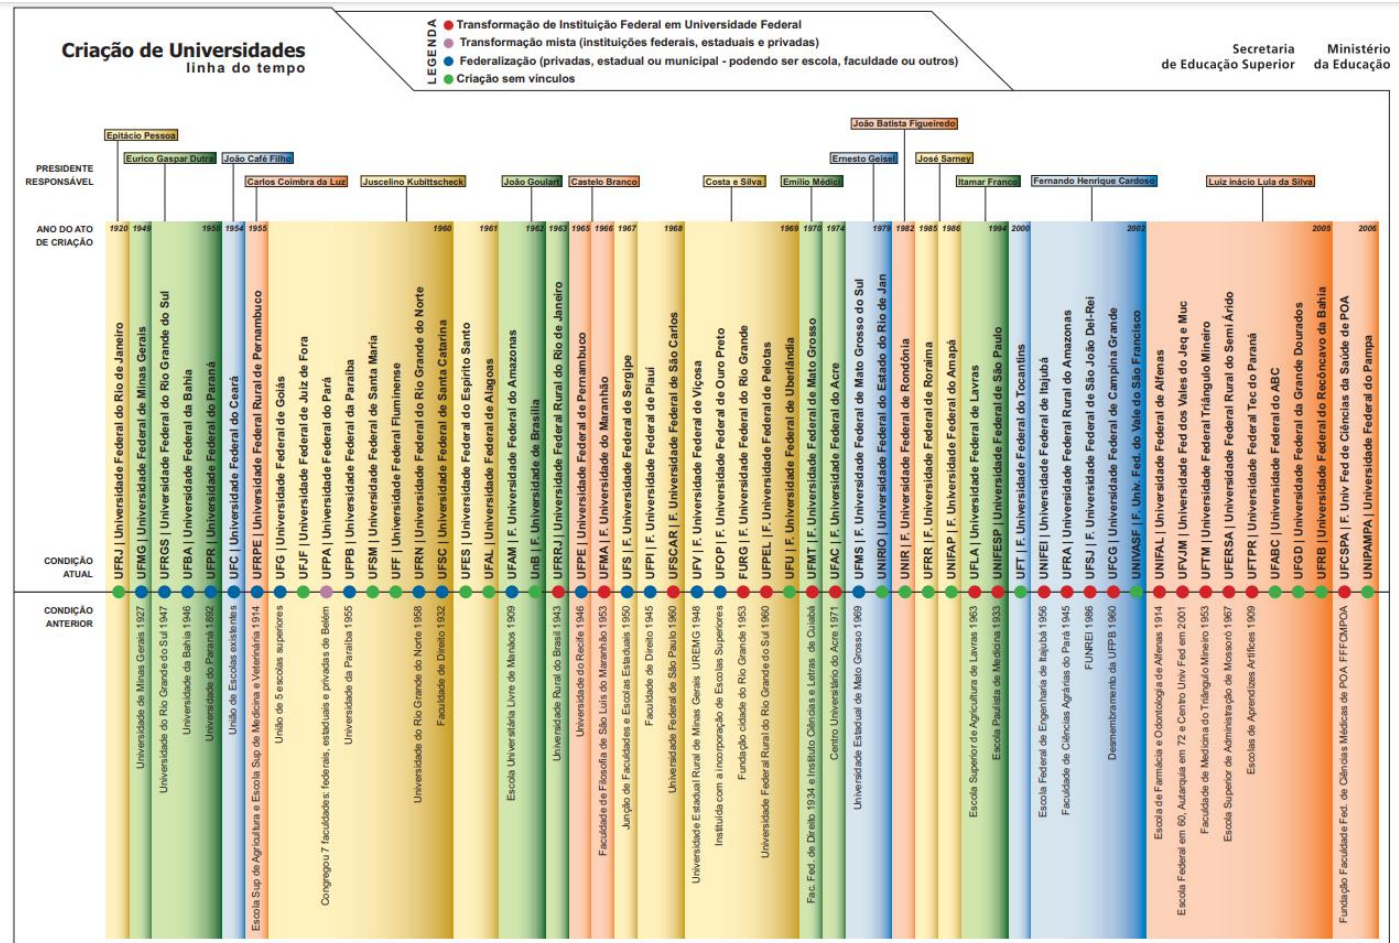 Criação de Universidades
linha do tempo
LEGENDA
Transformação de Instituição Federal em Universidade Federal
Transformação mista (instituições federais, estaduais e privadas)
Federalização (privadas, estadual ou municipal - podendo ser escola, faculdade ou outros)
Criação sem vínculos
Secretaria
de Educação Superior
Ministério
da Educação
PRESIDENTE
RESPONSÁVEL
Epitácio Pessoa
Eurico Gaspar Dutra
João Café Filho
Carlos Coimbra da Luz
Juscelino Kubittscheck
João Goulart
Castelo Branco
Costa e Silva
Emílio Médici
Ernesto Geisel
João Batista Figueiredo
José Sarney
Itamar Franco
Fernando Henrique Cardoso
Luiz inácio Lula da Silva
ANO DO ATO
DE CRIAÇÃO
1920
1949
1950
1954
1955
1960
1961
1962
1963
1965
1966
1967
1968
1969
1970
1974
1979
1982
1985
1986
1994
2000
2002
2005
2006
CONDIÇÃO
ATUAL
UFRJ | Universidade Federal do Rio de Janeiro
UFMG | Universidade Federal de Minas Gerais
UFRGS | Universidade Federal do Rio Grande do Sul
UFBA | Universidade Federal da Bahia
UFPR | Universidade Federal do Paraná
UFC | Universidade Federal do Ceará
UFRPE | Universidade Federal Rural de Pernambuco
UFG | Universidade Federal de Goiás
UFJF | Universidade Federal de Juiz de Fora
UFPA | Universidade Federal do Pará
UFPB | Universidade Federal da Paraíba
UFSM | Universidade Federal de Santa Maria
UFF | Universidade Federal Fluminense
UFRN | Universidade Federal do Rio Grande do Norte
UFSC | Universidade Federal de Santa Catarina
UFES | Universidade Federal do Espírito Santo
UFAL | Universidade Federal de Alagoas
UFAM | F. Universidade Federal do Amazonas
UnB | F. Universidade de Brasília
UFRRJ | Universidade Federal Rural do Rio de Janeiro
UFPE | Universidade Federal de Pernambuco
UFMA | F. Universidade Federal do Maranhão
UFS | F. Universidade Federal de Sergipe
UFPI | F. Universidade Federal de Piauí
UFSCAR | F. Universidade Federal de São Carlos
UFV | F. Universidade Federal de Viçosa
UFOP | F. Universidade Federal de Ouro Preto
FURG | F. Universidade Federal do Rio Grande
UFPEL | F. Universidade Federal de Pelotas
UFU | F. Universidade Federal de Uberlândia
UFMT | F. Universidade Federal de Mato Grosso
UFAC | F. Universidade Federal do Acre
UFMS | F. Universidade Federal de Mato Grosso do Sul
UNIRIO | Universidade Federal do Estado do Rio de Jan
UNIR | F. Universidade Federal de Rondônia
UFRR | F. Universidade Federal de Roraima
UNIFAP | F. Universidade Federal do Amapá
UFLA | Universidade Federal de Lavras
UNIFESP | Universidade Federal de São Paulo
UFT | F. Universidade Federal do Tocantins
UNIFEI | Universidade Federal de Itajubá
UFRA | Universidade Federal Rural do Amazonas
UFSJ | F. Universidade Federal de São João Del-Rei
UFCG | Universidade Federal de Campina Grande
UNIVASF | F. Univ. Fed. do Vale do São Francisco
UNIFAL | Universidade Federal de Alfenas
UFVJM | Universidade Fed dos Vales do Jeq e Muc
UFTM | Universidade Federal Triângulo Mineiro
UFERSA | Universidade Federal Rural do Semi Árido
UFTPR | Universidade Federal Tec do Paraná
UFABC | Universidade Federal do ABC
UFGD | Universidade Federal da Grande Dourados
UFRB | Universidade Federal do Recôncavo da Bahia
UFCSPA | F. Univ Fed de Ciências da Saúde de POA
UNIPAMPA | Universidade Federal do Pampa
CONDIÇÃO
ANTERIOR
Universidade de Minas Gerais 1927
Universidade do Rio Grande do Sul 1947
Universidade da Bahia 1946
Universidade do Paraná 1892
União de Escolas existentes
Escola Sup de Agricultura e Escola Sup de Medicina e Veterinária 1914
União de 5 escolas superiores
Congregou 7 faculdades: federais, estaduais e privadas de Belém
Universidade da Paraíba 1955
Universidade do Rio Grande do Norte 1958
Faculdade de Direito 1932
Escola Universitária Livre de Manáos 1909
Universidade Rural do Brasil 1943
Universidade do Recife 1946
Faculdade de Filosofia de São Luís do Maranhão 1953
Junção de Faculdades e Escolas Estaduais 1950
Faculdade de Direito 1945
Universidade Federal de São Paulo 1960
Universidade Estadual Rural de Minas Gerais UREMG 1948
Instituída com a incorporação de Escolas Superiores
Fundação cidade do Rio Grande 1953
Universidade Federal Rural do Rio Grande do Sul 1960
Fac. Fed. de Direito 1934 e Instituto Ciências e Letras de Cuiabá
Centro Universitário do Acre 1971
Universidade Estadual de Mato Grosso 1969
Escola Superior de Agricultura de Lavras 1963
Escola Paulista de Medicina 1933
Escola Federal de Engenharia de Itajubá 1956
Faculdade de Ciências Agrárias do Pará 1945
FUNREI 1986
Desmembramento da UFPB 1960
Escola de Farmácia e Odontologia de Alfenas 1914
Escola Federal em 60, Autarquia em 72 e Centro Univ Fed em 2001
Faculdade de Medicina do Triângulo Mineiro 1953
Escola Superior de Administração de Mossoró 1967
Escolas de Aprendizes Artífices 1909
Fundação Faculdade Fed. de Ciências Médicas de POA FFFCMPOA